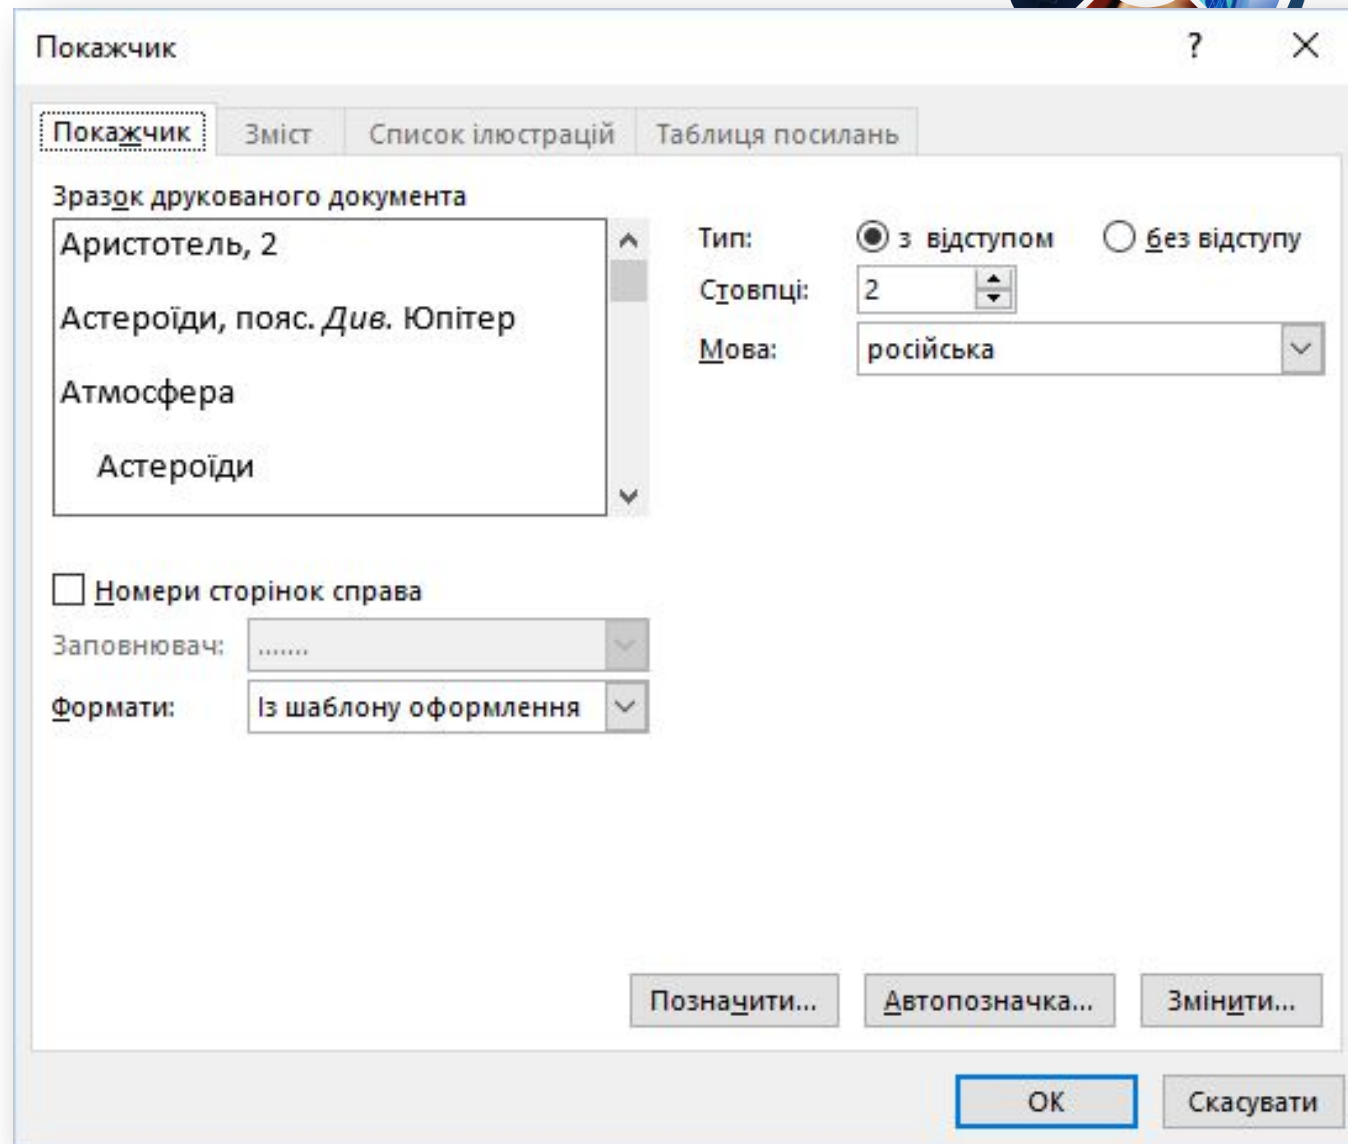 Покажчик ?
Покажчик Зміст Список ілюстрацій Таблиця посилань
Зразок друкованого документа
Аристотель, 2
Астероїди, пояс. Див. Юпітер
Атмосфера
Астероїди
Тип: з відступом без відступу
Стовпці: 2
Мова: російська
Номери сторінок справа
Заповнювач: .......
Формати: Із шаблону оформлення
Позначити... Автопозначка... Змінити...
ОК Скасувати